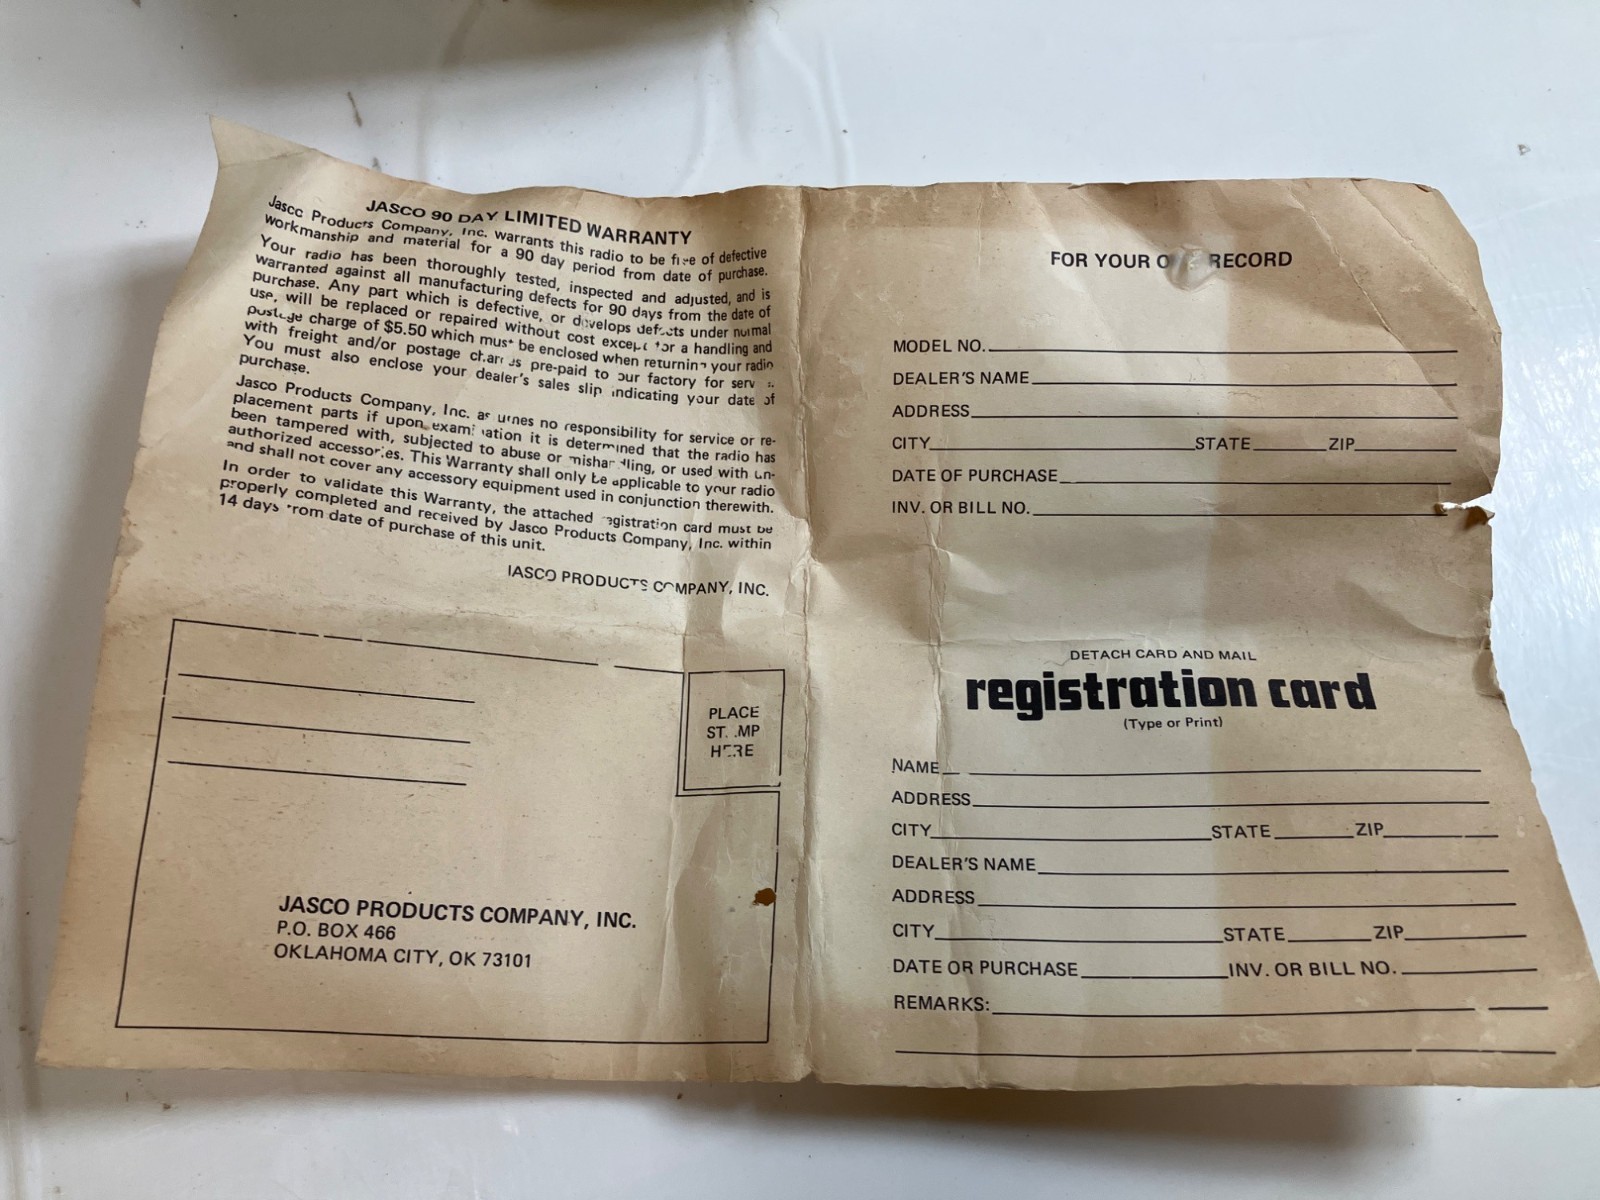 JASCO 90 DAY LIMITED WARRANTY
Jasco Products Company, Inc. warrants this radio to be free of defective
workmanship and material for a 90 day period from date of purchase.
Your radio has been thoroughly tested, inspected and adjusted, and is
warranted against all manufacturing defects for 90 days from the date of
purchase. Any part which is defective, or develops defects under normal
use, will be replaced or repaired without cost except for a handling and
postage charge of $5.50 which must be enclosed when returning your radio
with freight and/or postage charges pre-paid to our factory for service.
You must also enclose your dealer's sales slip indicating your date of
purchase.
Jasco Products Company, Inc. assumes no responsibility for service or re-
placement parts if upon examination it is determined that the radio has
been tampered with, subjected to abuse or mishandling, or used with un-
authorized accessories. This Warranty shall only be applicable to your radio
and shall not cover any accessory equipment used in conjunction therewith.
In order to validate this Warranty, the attached registration card must be
properly completed and received by Jasco Products Company, Inc. within
14 days from date of purchase of this unit.
JASCO PRODUCTS COMPANY, INC.
PLACE
STAMP
HERE
JASCO PRODUCTS COMPANY, INC.
P.O. BOX 466
OKLAHOMA CITY, OK 73101
FOR YOUR RECORD
MODEL NO.
DEALER'S NAME
ADDRESS
CITY STATE ZIP
DATE OF PURCHASE
INV. OR BILL NO.
DETACH CARD AND MAIL
registration card
(Type or Print)
NAME
ADDRESS
CITY STATE ZIP
DEALER'S NAME
ADDRESS
CITY STATE ZIP
DATE OR PURCHASE INV. OR BILL NO.
REMARKS: